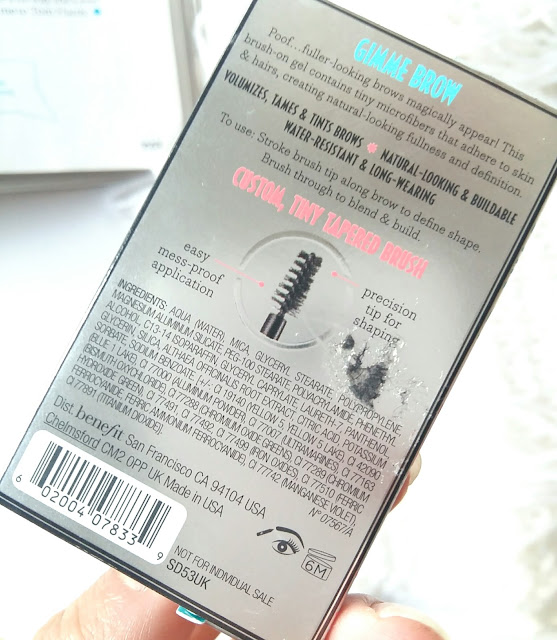 GIMME BROW
Poof...fuller-looking brows magically appear! This
brush-on gel contains tiny microfibers that adhere to skin
& hairs, creating natural-looking fullness and definition.
VOLUMIZES, TAMES & TINTS BROWS * NATURAL-LOOKING & BUILDABLE
WATER-RESISTANT & LONG-WEARING
To use: Stroke brush tip along brow to define shape.
Brush through to blend & build.
CUSTOM, TINY TAPERED BRUSH
easy
mess-proof
application
precision
tip for
shaping
INGREDIENTS: AQUA (WATER), MICA, GLYCERYL STEARATE, POLYPROPYLENE,
MAGNESIUM ALUMINUM SILICATE, PEG-100 STEARATE, POLYACRYLAMIDE, PHENETHYL
ALCOHOL, C13-14 ISOPARAFFIN, GLYCERYL CAPRYLATE, LAURETH-7, PANTHENOL,
GLYCERIN, SILICA, ALTHAEA OFFICINALIS ROOT EXTRACT, CITRIC ACID, POTASSIUM
SORBATE, SODIUM BENZOATE, [+/-: CI 19140 (YELLOW 5, YELLOW 5 LAKE), CI 42090
(BLUE 1 LAKE), CI 77000 (ALUMINUM POWDER), CI 77007 (ULTRAMARINES), CI 77163
(BISMUTH OXYCHLORIDE), CI 77288 (CHROMIUM OXIDE GREENS), CI 77289 (CHROMIUM
HYDROXIDE GREEN), CI 77491, CI 77492, CI 77499 (IRON OXIDES), CI 77510 (FERRIC
FERROCYANIDE, FERRIC AMMONIUM FERROCYANIDE), CI 77742 (MANGANESE VIOLET),
CI 77891 (TITANIUM DIOXIDE)].
N° 07567/A
Dist. benefit San Francisco CA 94104 USA
Chelmsford CM2 0PP UK Made in USA
6 02004 07833 9
6M
NOT FOR INDIVIDUAL SALE
SD53UK